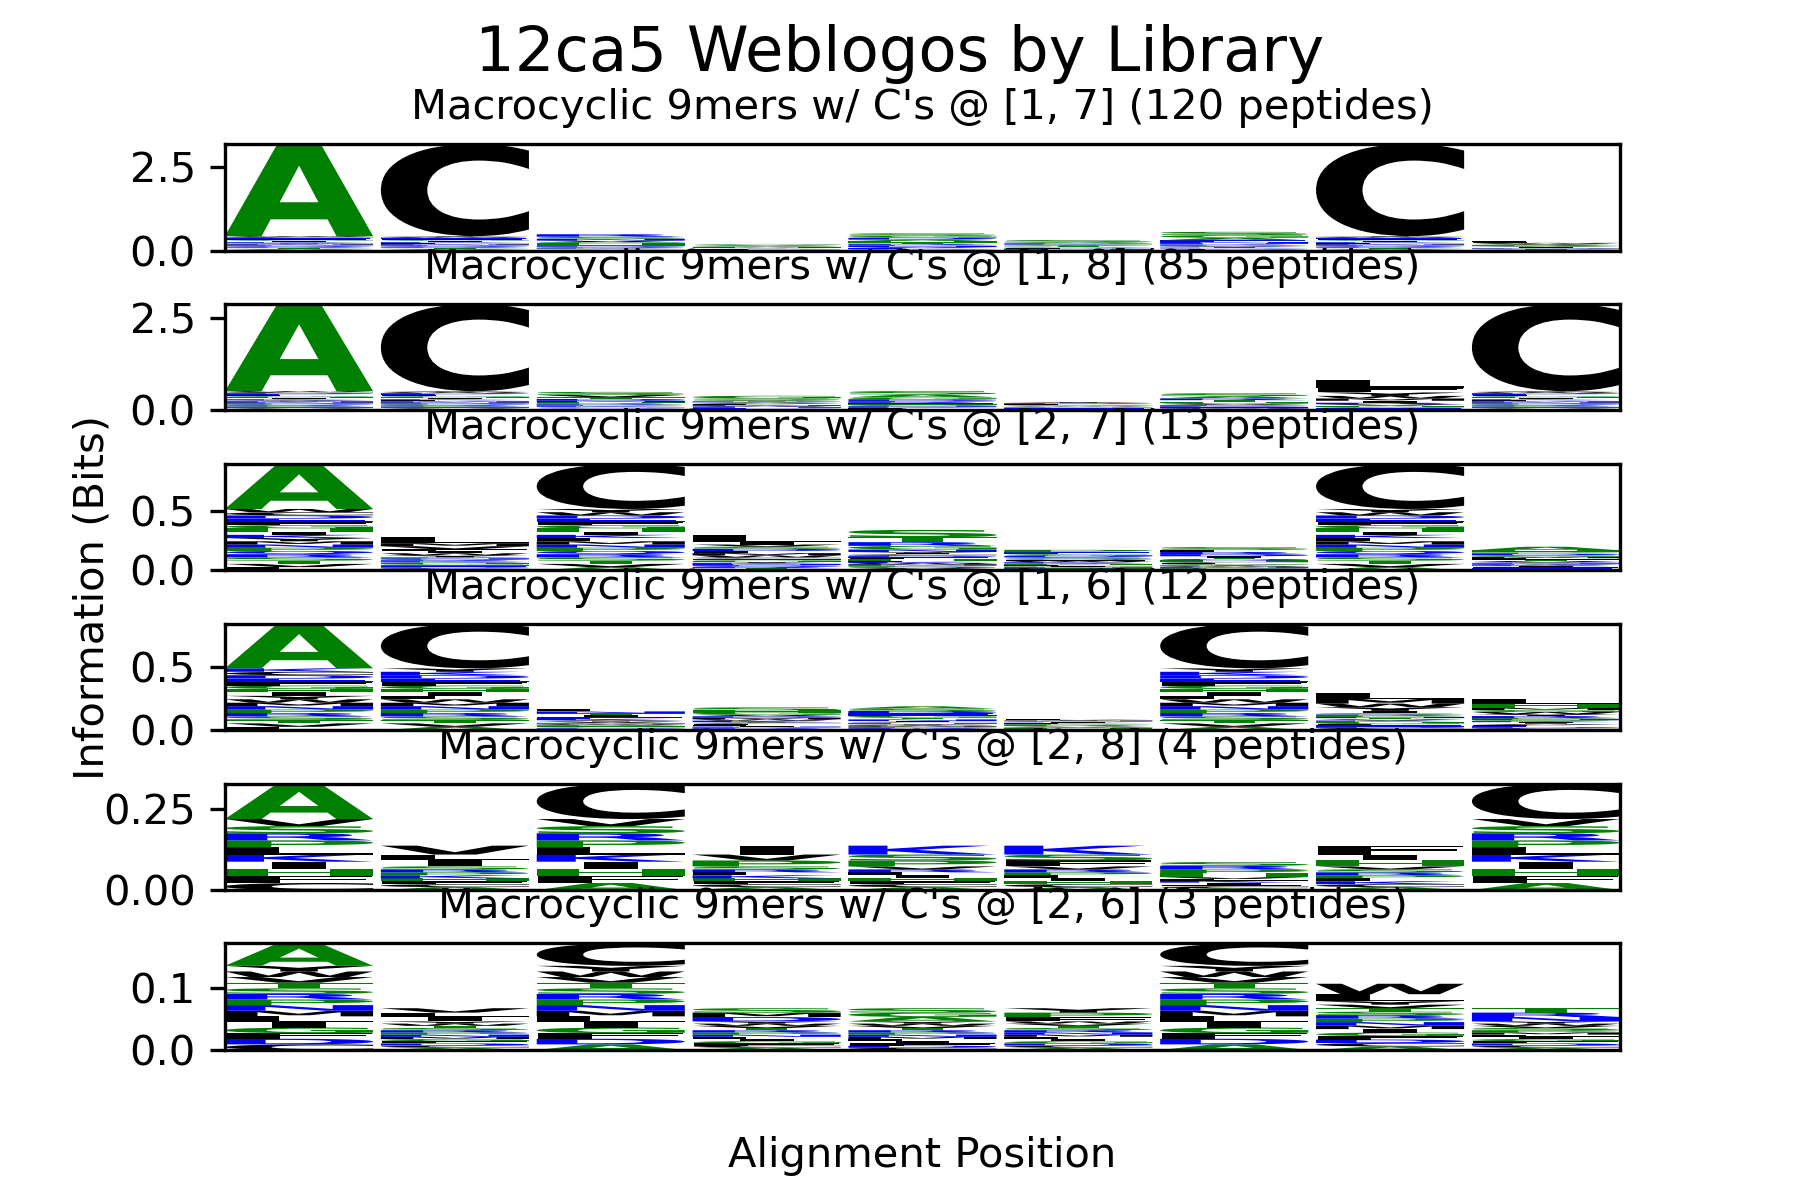 12ca5 Weblogos by Library
Macrocyclic 9mers w/ C's @ [1, 7] (120 peptides)
2.5
A C C
0.0
Macrocyclic 9mers w/ C's @ [1, 8] (85 peptides)
2.5
A C C
0.0
Macrocyclic 9mers w/ C's @ [2, 7] (13 peptides)
A C C
0.5
0.0
Macrocyclic 9mers w/ C's @ [1, 6] (12 peptides)
A C C
0.5
0.0
Macrocyclic 9mers w/ C's @ [2, 8] (4 peptides)
A C C
0.25
0.00
Macrocyclic 9mers w/ C's @ [2, 6] (3 peptides)
A C C
0.1
0.0
Information (Bits)
Alignment Position